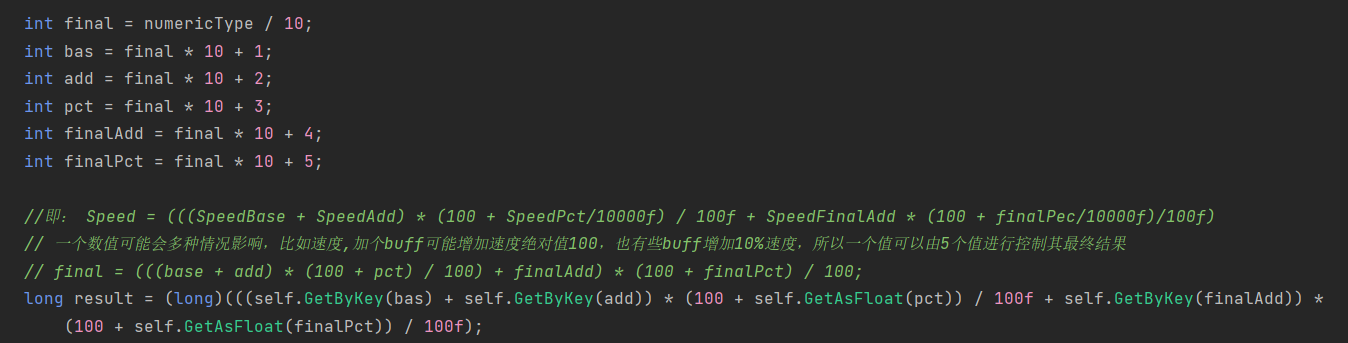 int final = numericType / 10;
int bas = final * 10 + 1;
int add = final * 10 + 2;
int pct = final * 10 + 3;
int finalAdd = final * 10 + 4;
int finalPct = final * 10 + 5;
//即： Speed = (((SpeedBase + SpeedAdd) * (100 + SpeedPct/10000f) / 100f + SpeedFinalAdd * (100 + finalPec/10000f)/100f)
// 一个数值可能会多种情况影响，比如速度,加个buff可能增加速度绝对值100，也有些buff增加10%速度，所以一个值可以由5个值进行控制其最终结果
// final = (((base + add) * (100 + pct) / 100) + finalAdd) * (100 + finalPct) / 100;
long result = (long)(((self.GetByKey(bas) + self.GetByKey(add)) * (100 + self.GetAsFloat(pct)) / 100f + self.GetByKey(finalAdd)) *
(100 + self.GetAsFloat(finalPct)) / 100f);